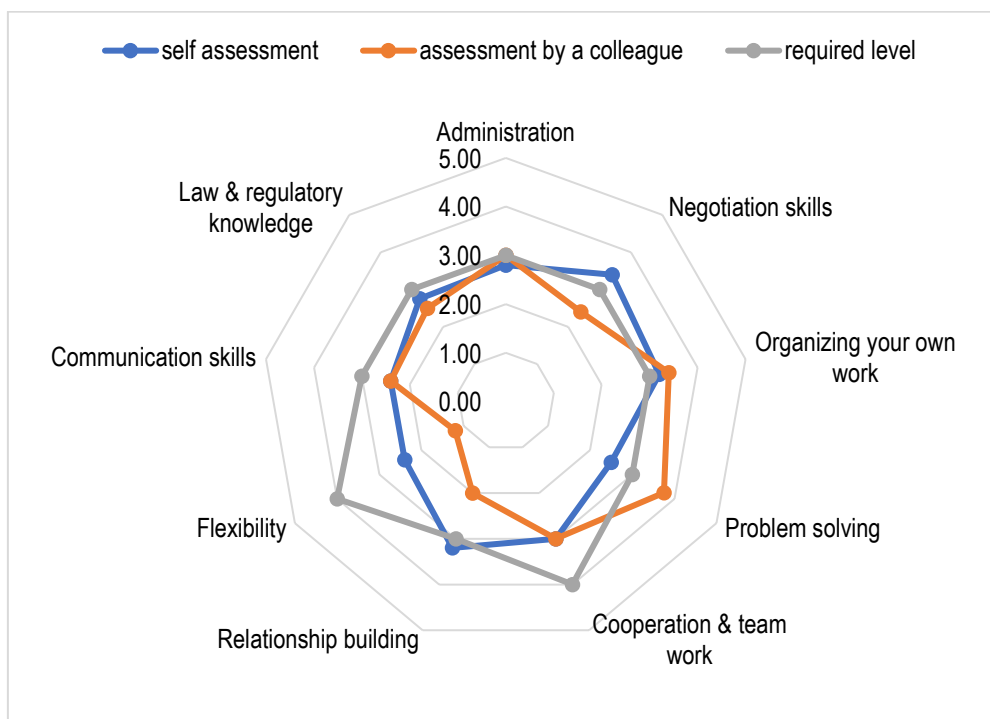 self assessment
assessment by a colleague
required level
Administration
5.00
4.00
3.00
2.00
1.00
0.00
Law & regulatory
knowledge
Negotiation skills
Communication skills
Organizing your own
work
Flexibility
Problem solving
Relationship building
Cooperation & team
work